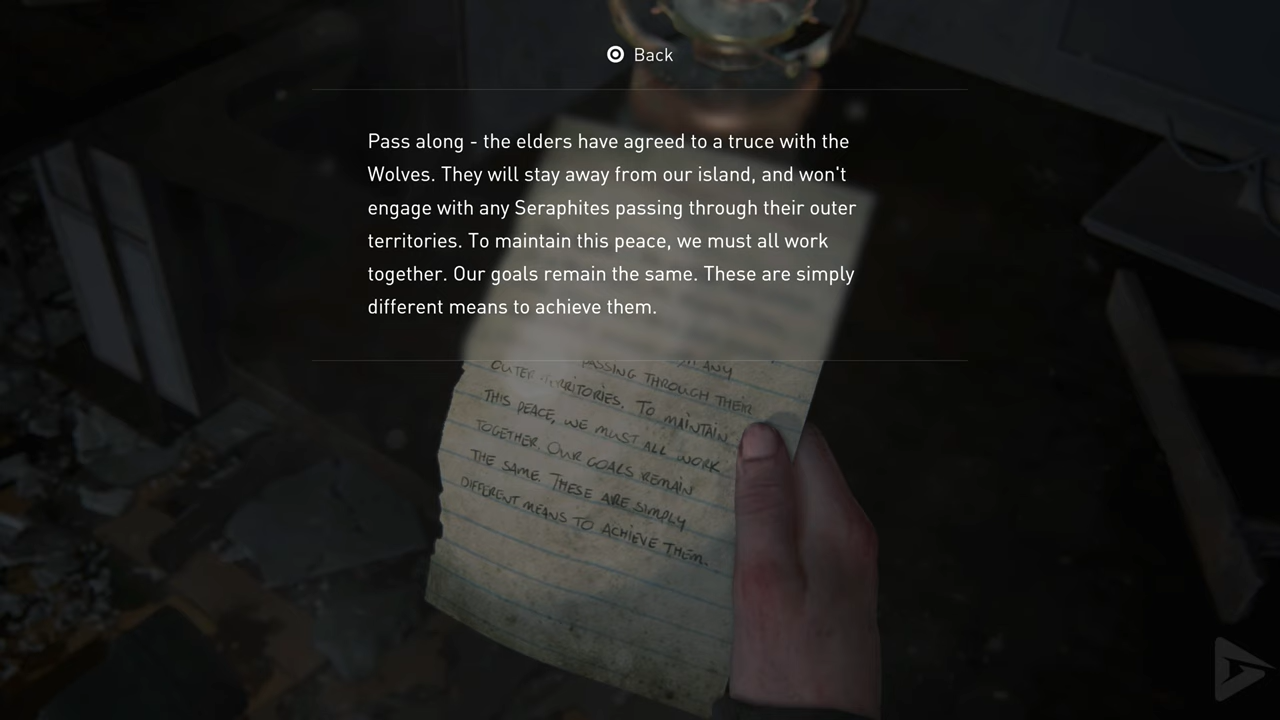 Back
Pass along - the elders have agreed to a truce with the
Wolves. They will stay away from our island, and won't
engage with any Seraphites passing through their outer
territories. To maintain this peace, we must all work
together. Our goals remain the same. These are simply
different means to achieve them.
ANY
PASSING THROUGH THEIR
OUTER TERRITORIES. TO MAINTAIN
THIS PEACE, WE MUST ALL WORK
TOGETHER. OUR GOALS REMAIN
THE SAME. THESE ARE SIMPLY
DIFFERENT MEANS TO ACHIEVE THEM.